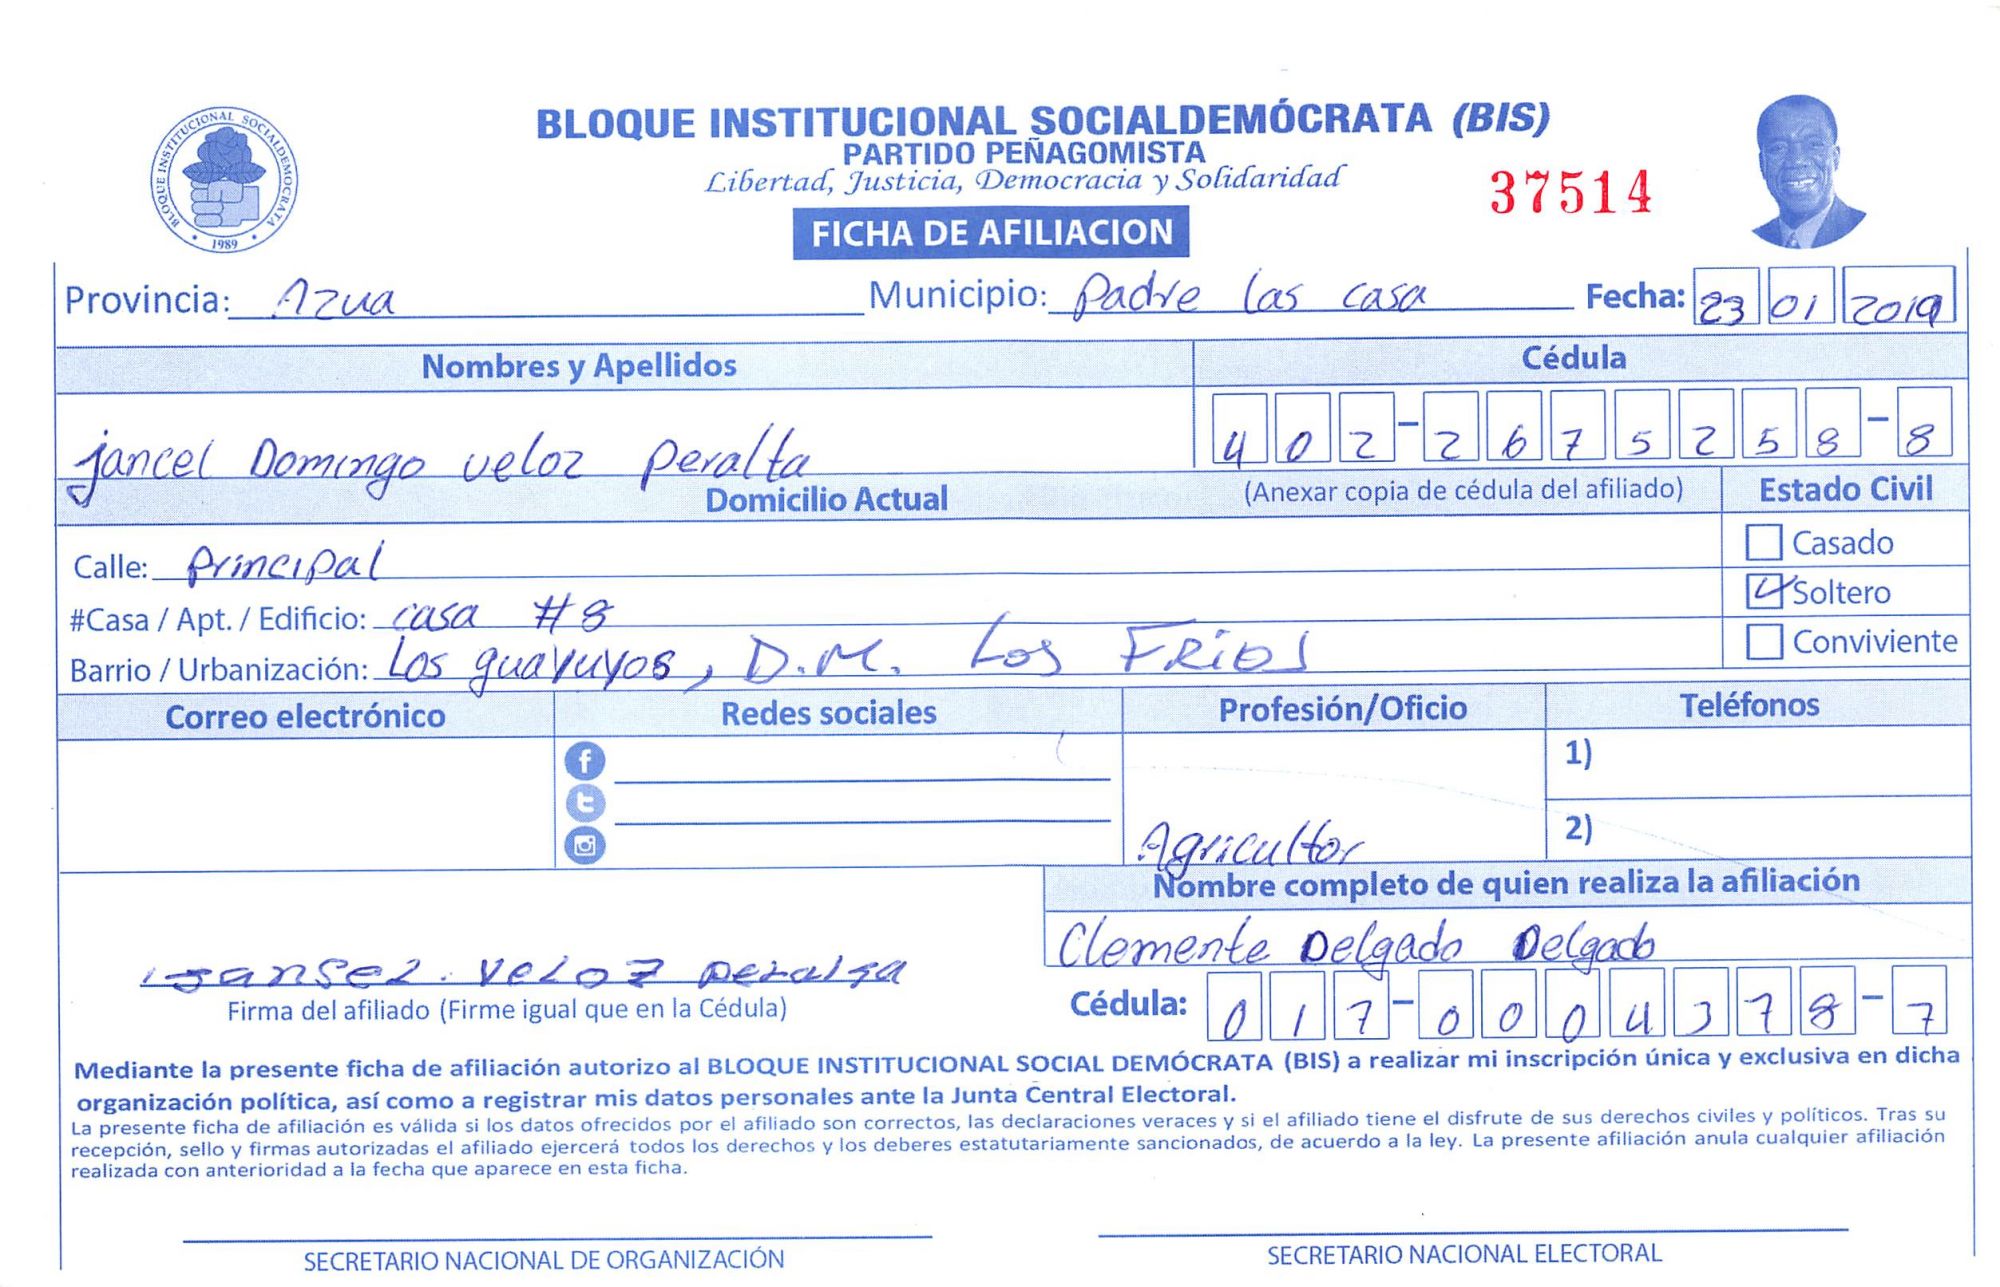 BLOQUE INSTITUCIONAL SOCIALDEMOCRATA
1989
BLOQUE INSTITUCIONAL SOCIALDEMÓCRATA (BIS)
PARTIDO PEÑAGOMISTA
Libertad, Justicia, Democracia y Solidaridad
37514
FICHA DE AFILIACION
Provincia: Azua Municipio: Padre las casa Fecha: 23 01 2019
Nombres y Apellidos Cédula
jancel Domingo veloz peralta 402-2675258-8
Domicilio Actual (Anexar copia de cédula del afiliado) Estado Civil
Calle: principal Casado
#Casa / Apt. / Edificio: casa #8 Soltero
Barrio / Urbanización: Los guayuyos, D.M. Los FRios Conviviente
Correo electrónico Redes sociales Profesión/Oficio Teléfonos
1)
Agricultor 2)
Nombre completo de quien realiza la afiliación
Clemente Delgado Delgado
Jansel. Veloz peralta
Firma del afiliado (Firme igual que en la Cédula) Cédula: 017-0004378-7
Mediante la presente ficha de afiliación autorizo al BLOQUE INSTITUCIONAL SOCIAL DEMÓCRATA (BIS) a realizar mi inscripción única y exclusiva en dicha
organización política, así como a registrar mis datos personales ante la Junta Central Electoral.
La presente ficha de afiliación es válida si los datos ofrecidos por el afiliado son correctos, las declaraciones veraces y si el afiliado tiene el disfrute de sus derechos civiles y políticos. Tras su
recepción, sello y firmas autorizadas el afiliado ejercerá todos los derechos y los deberes estatutariamente sancionados, de acuerdo a la ley. La presente afiliación anula cualquier afiliación
realizada con anterioridad a la fecha que aparece en esta ficha.
SECRETARIO NACIONAL DE ORGANIZACIÓN SECRETARIO NACIONAL ELECTORAL